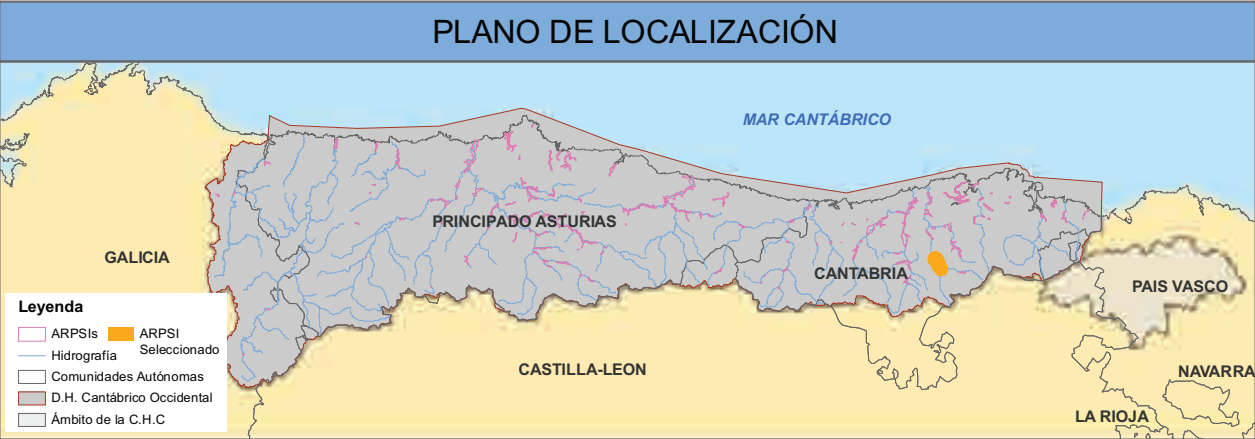 PLANO DE LOCALIZACIÓN
MAR CANTÁBRICO
PRINCIPADO ASTURIAS
GALICIA
CANTABRIA
PAIS VASCO
CASTILLA-LEON
NAVARRA
LA RIOJA
Leyenda
ARPSIs
ARPSI
Seleccionado
Hidrografía
Comunidades Autónomas
D.H. Cantábrico Occidental
Ámbito de la C.H.C